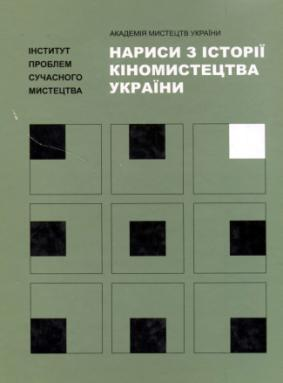 АКАДЕМІЯ МИСТЕЦТВ УКРАЇНИ
ІНСТИТУТ
ПРОБЛЕМ
СУЧАСНОГО
МИСТЕЦТВА
НАРИСИ З ІСТОРІЇ
КІНОМИСТЕЦТВА
УКРАЇНИ